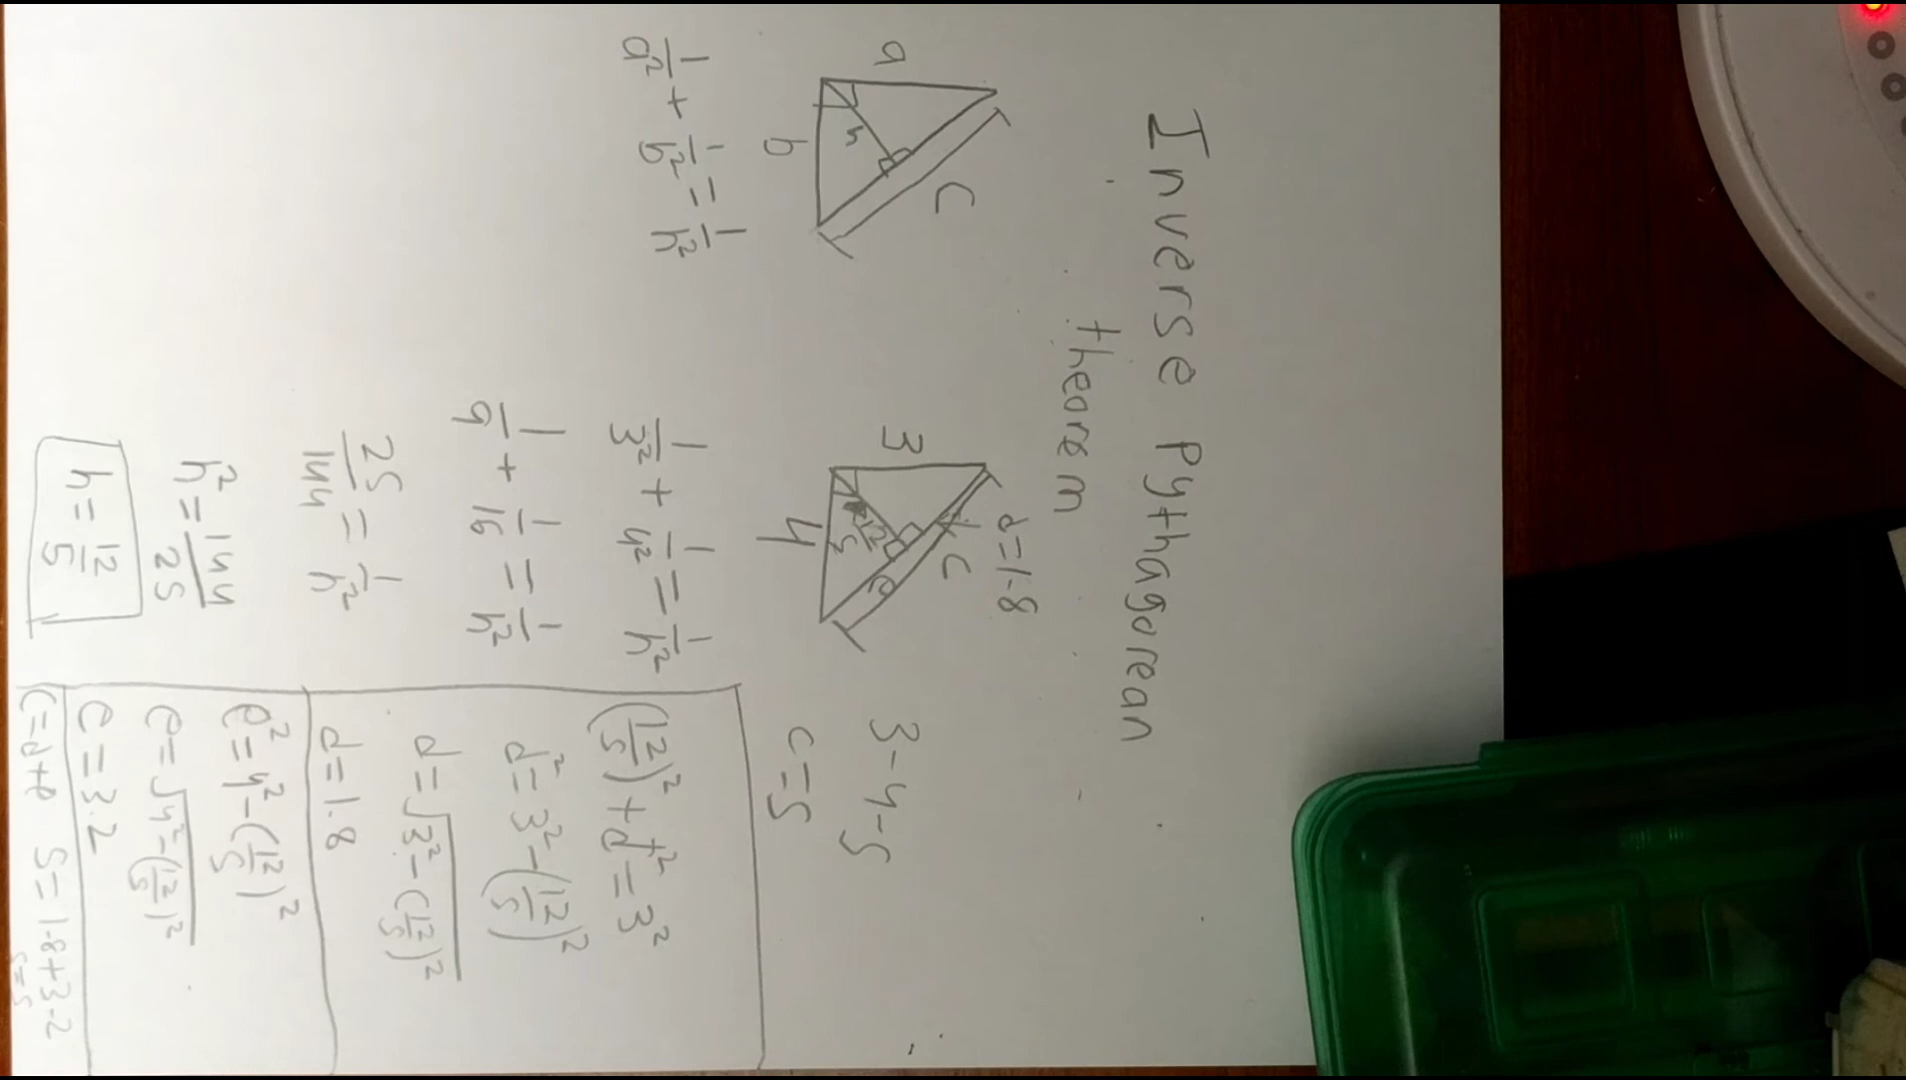 Inverse Pythagorean
theorem
a
h
C
b
1/a² + 1/b² = 1/h²
d=1.8
3
d
C
12/5
e
4
3-4-5
c=5
1/3² + 1/4² = 1/h²
1/9 + 1/16 = 1/h²
25/144 = 1/h²
h² = 144/25
h = 12/5
(12/5)² + d² = 3²
d² = 3² - (12/5)²
d = √3² - (12/5)²
d = 1.8
e² = 4² - (12/5)²
e = √4² - (12/5)²
e = 3.2
c=d+e 5=1.8+3.2
5=5